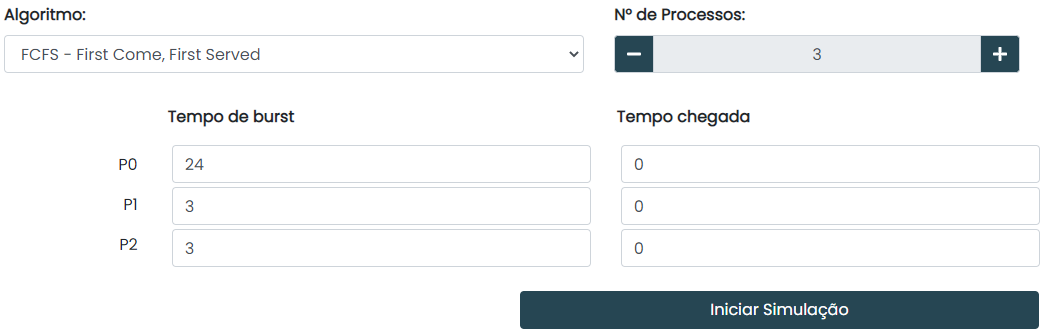 Algoritmo: Nº de Processos:
FCFS - First Come, First Served 3
Tempo de burst Tempo chegada
P0 24 0
P1 3 0
P2 3 0
Iniciar Simulação